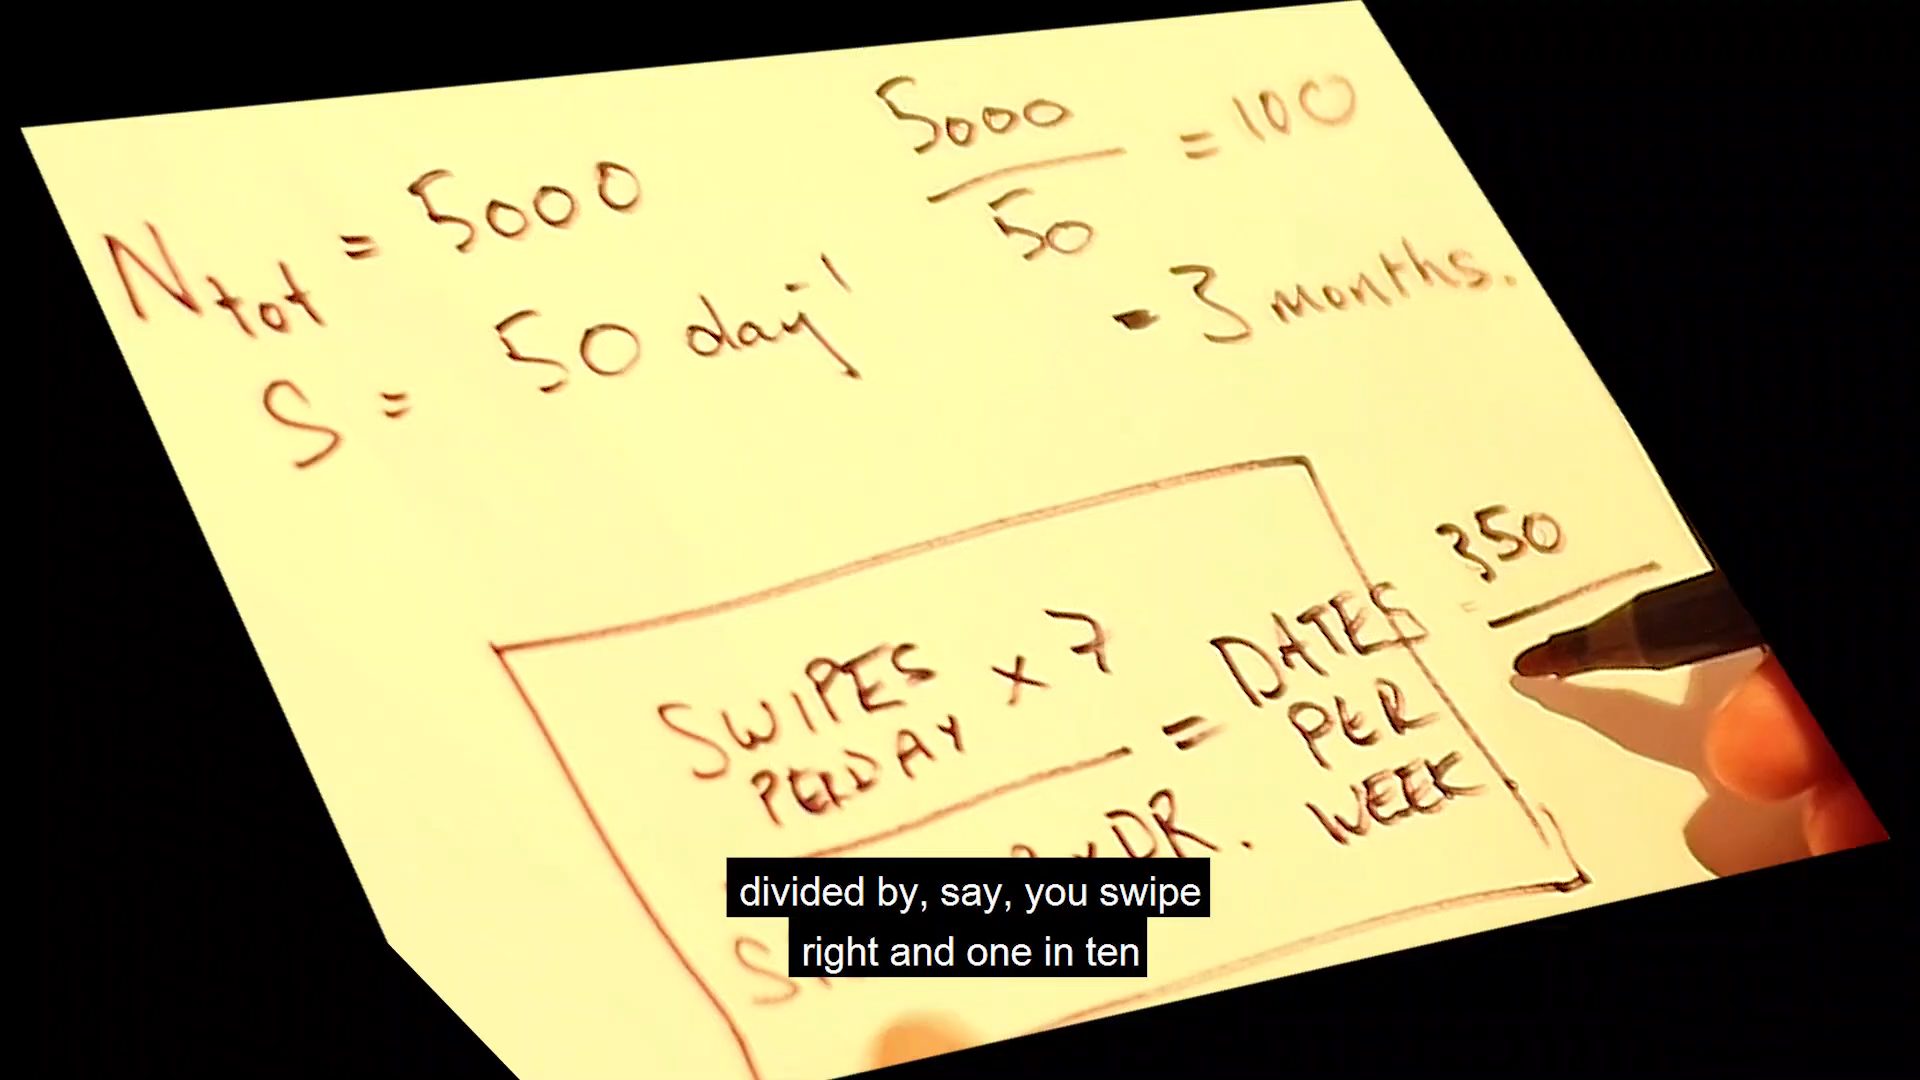 N tot = 5000
S = 50 day⁻¹
5000
50
= 100
= 3 months.
SWIPES
PER DAY
x 7
= DATES
PER
WEEK
x DR.
350
divided by, say, you swipe
right and one in ten